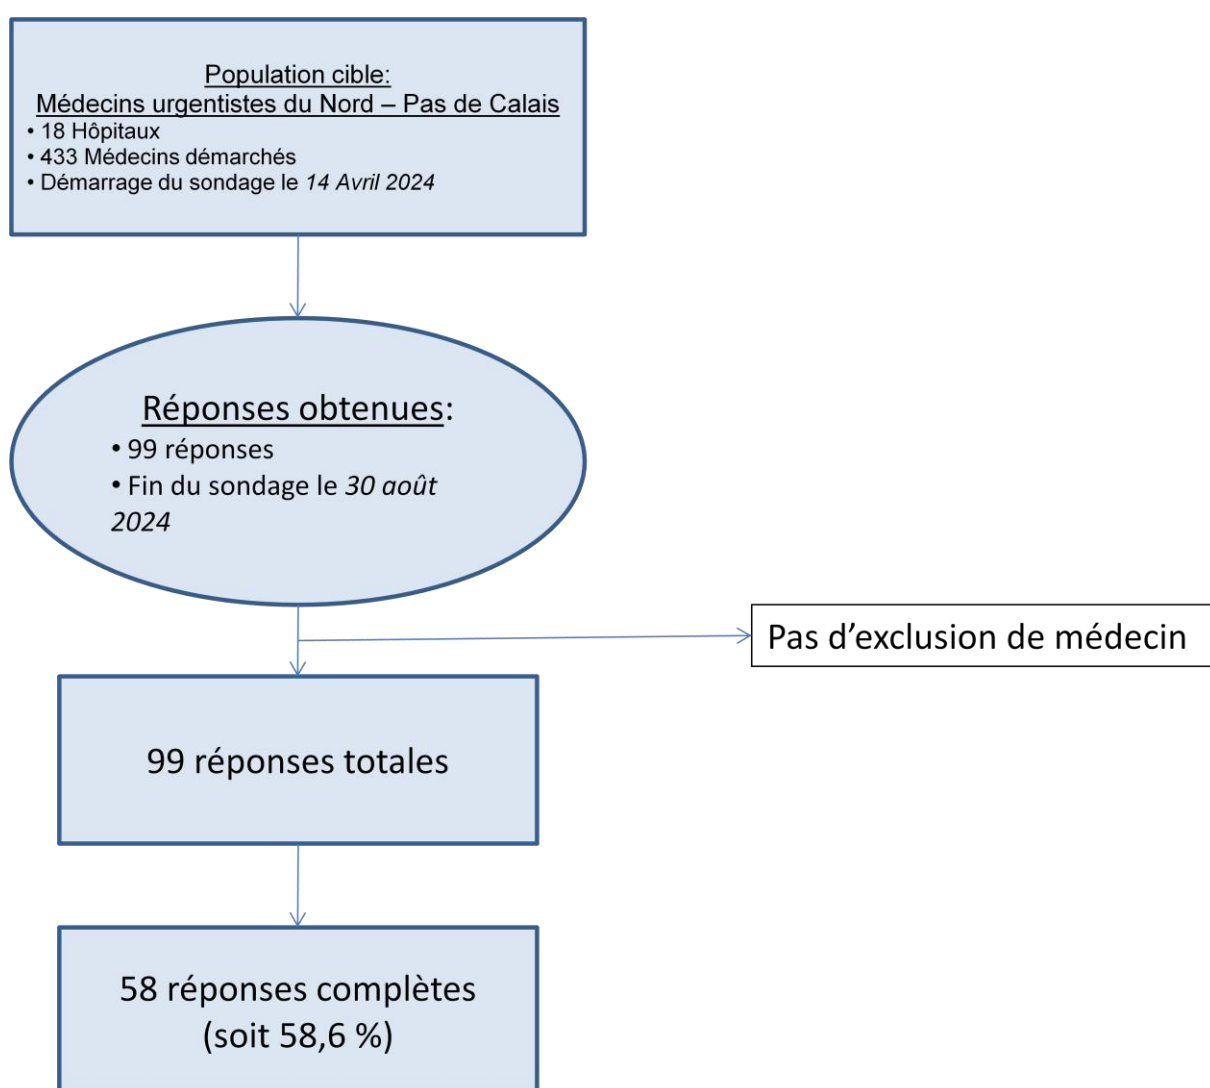 Population cible:
Médecins urgentistes du Nord – Pas de Calais
• 18 Hôpitaux
• 433 Médecins démarchés
• Démarrage du sondage le 14 Avril 2024
Réponses obtenues:
• 99 réponses
• Fin du sondage le 30 août
2024
Pas d’exclusion de médecin
99 réponses totales
58 réponses complètes
(soit 58,6 %)